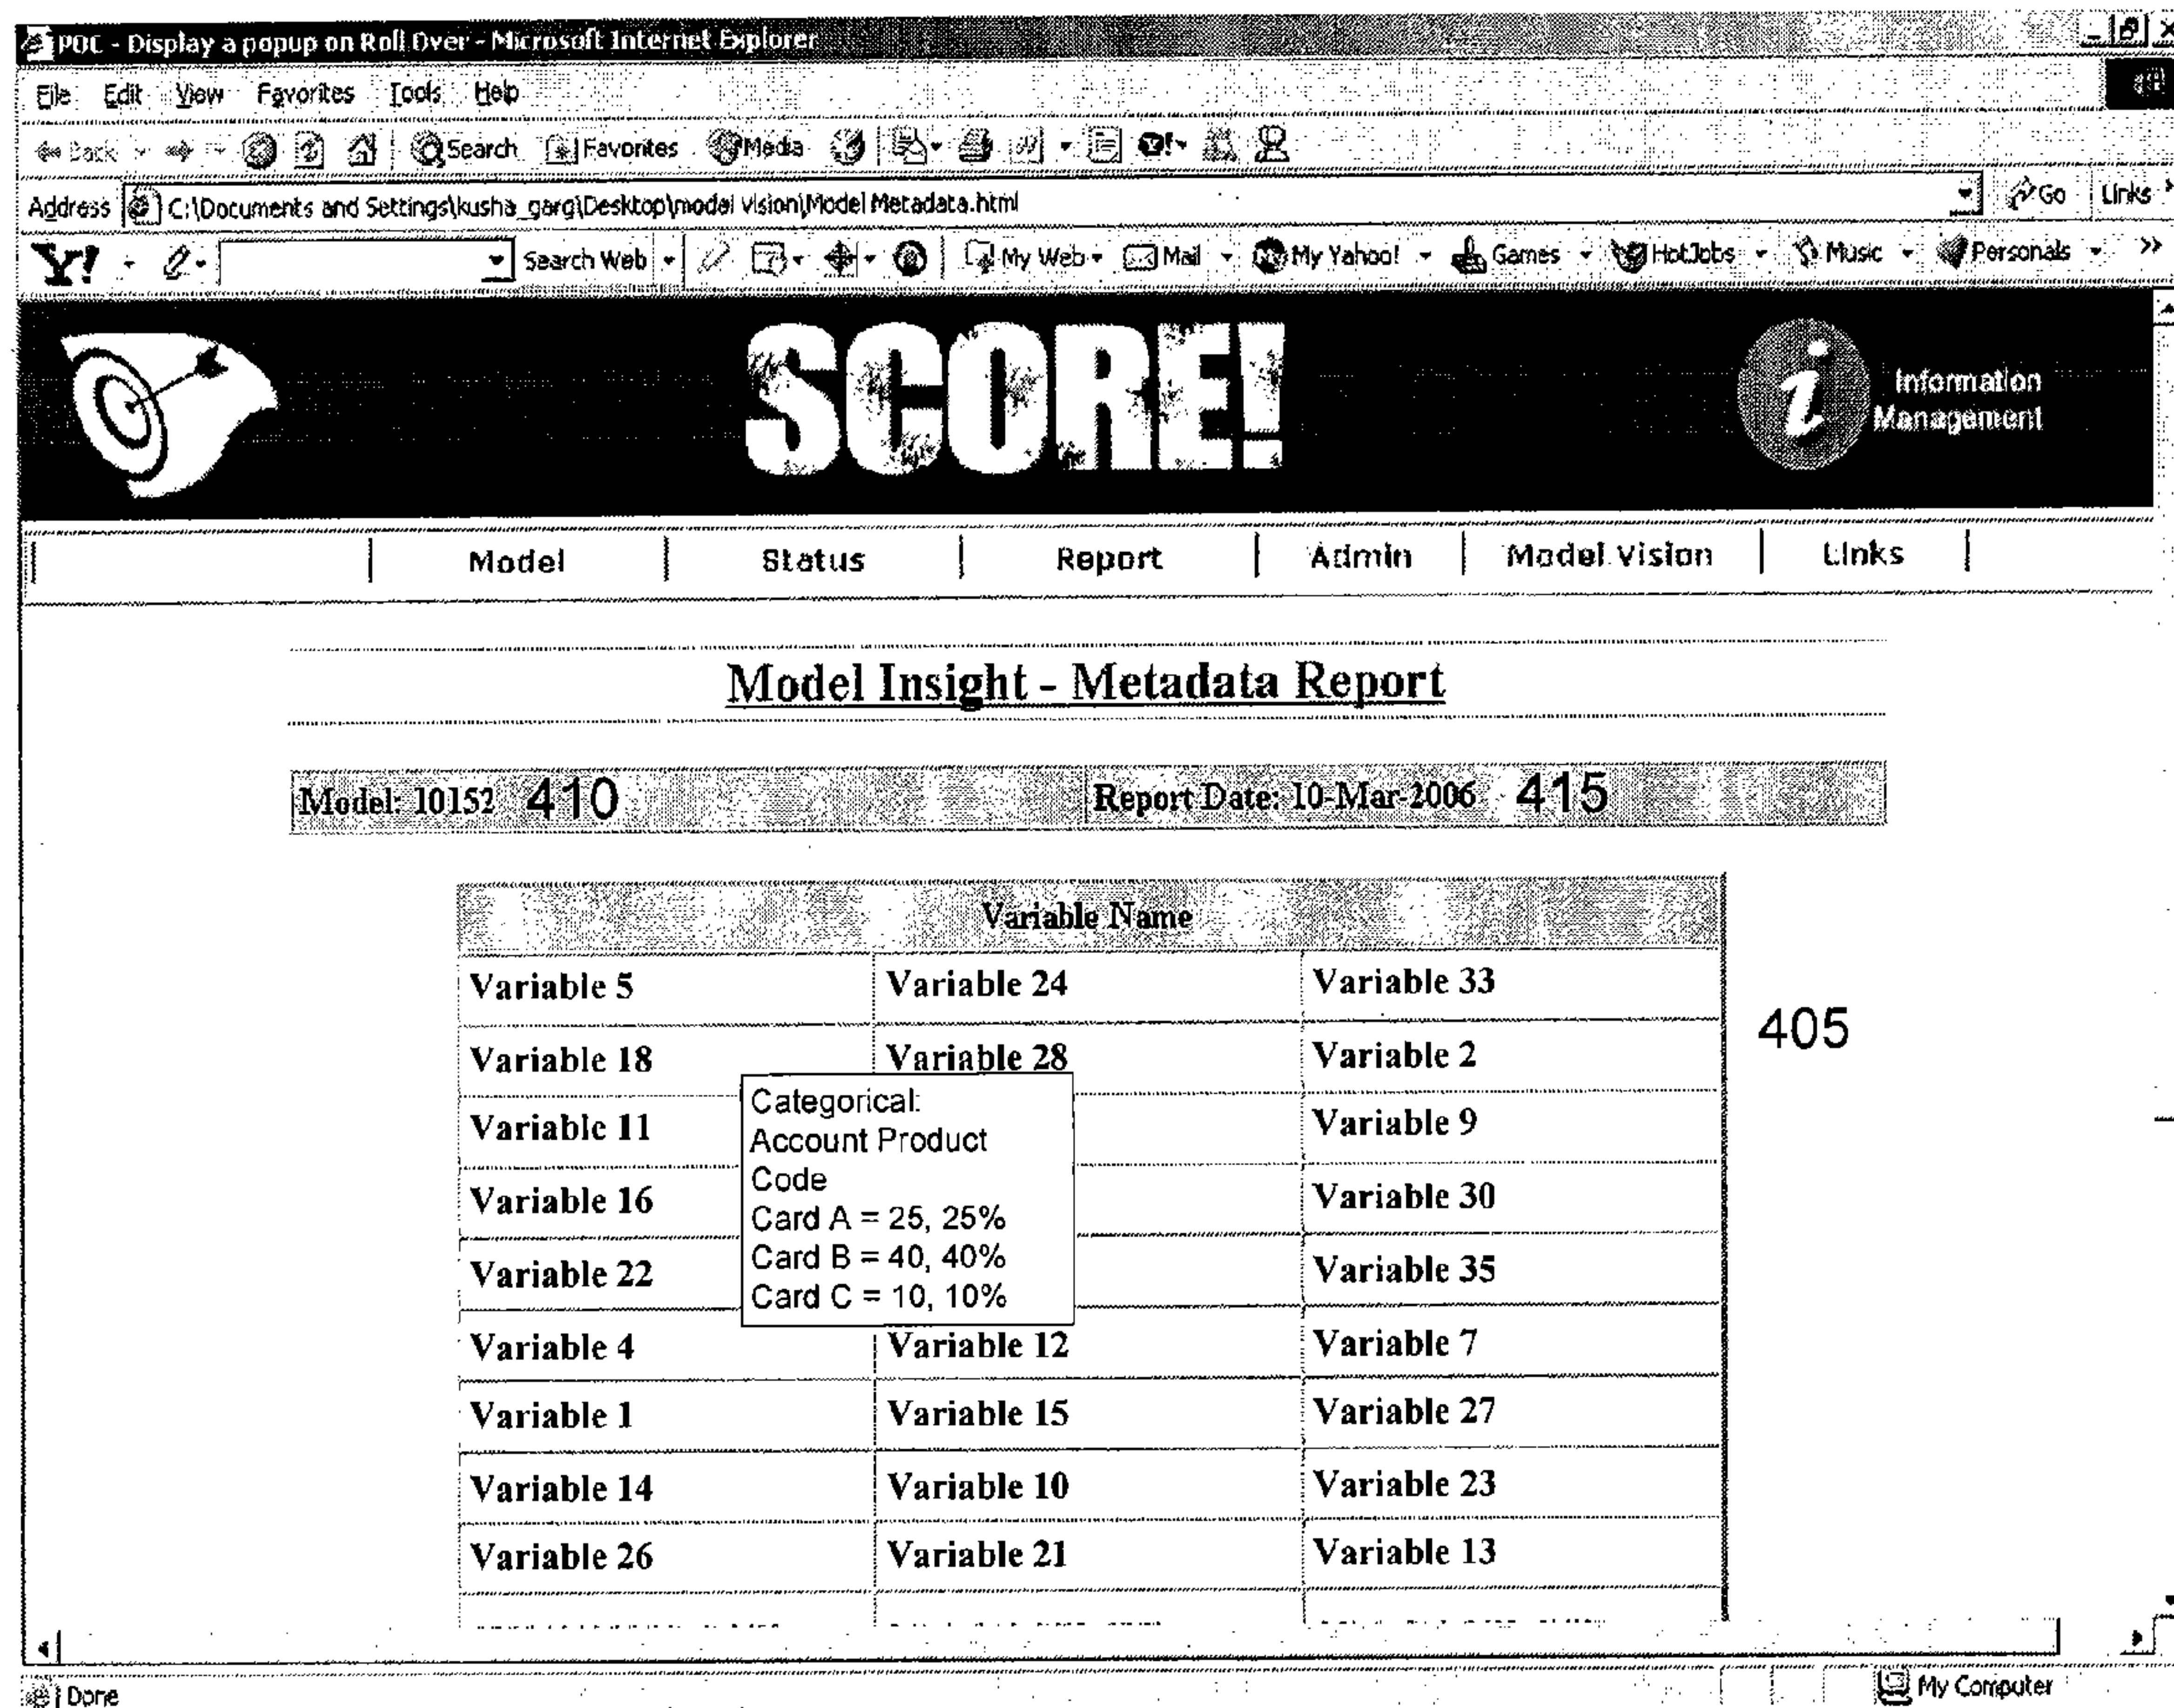 POC - Display a popup on Roll Over - Microsoft Internet Explorer
File Edit View Favorites Tools Help
Back Search Favorites Media
Address C:\Documents and Settings\kusha_garg\Desktop\model vision\Model Metadata.html Go Links
Y! Search Web My Web Mail My Yahoo! Games HotJobs Music Personals »
SCORE!
i Information
Management
Model Status Report Admin Model Vision Links
Model Insight - Metadata Report
Model: 10152 410 Report Date: 10-Mar-2006 415
Variable Name
Variable 5 Variable 24 Variable 33
405
Variable 18 Variable 28 Variable 2
Categorical:
Account Product
Code
Card A = 25, 25%
Card B = 40, 40%
Card C = 10, 10%
Variable 11 Variable 9
Variable 16 Variable 30
Variable 22 Variable 35
Variable 4 Variable 12 Variable 7
Variable 1 Variable 15 Variable 27
Variable 14 Variable 10 Variable 23
Variable 26 Variable 21 Variable 13
Done My Computer